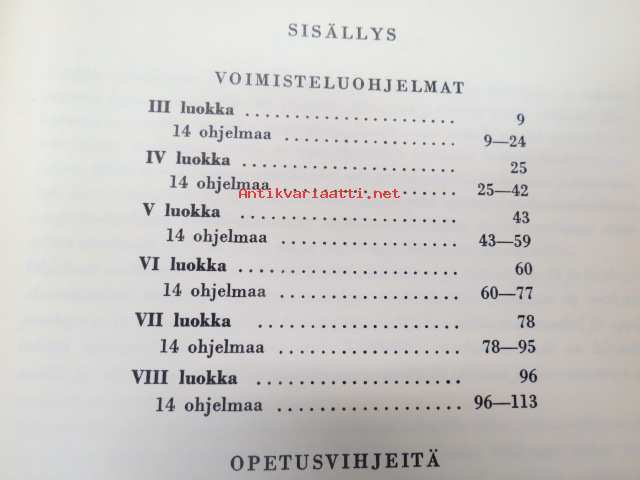 SISÄLLYS
VOIMISTELUOHJELMAT
III luokka ...................... 9
14 ohjelmaa .................. 9—24
IV luokka ...................... 25
14 ohjelmaa .................. 25—42
Antikvariaatti.net
V luokka ...................... 43
14 ohjelmaa .................. 43—59
VI luokka ...................... 60
14 ohjelmaa .................. 60—77
VII luokka .................... 78
14 ohjelmaa .................. 78—95
VIII luokka .................... 96
14 ohjelmaa .................. 96—113
OPETUSVIHJEITÄ